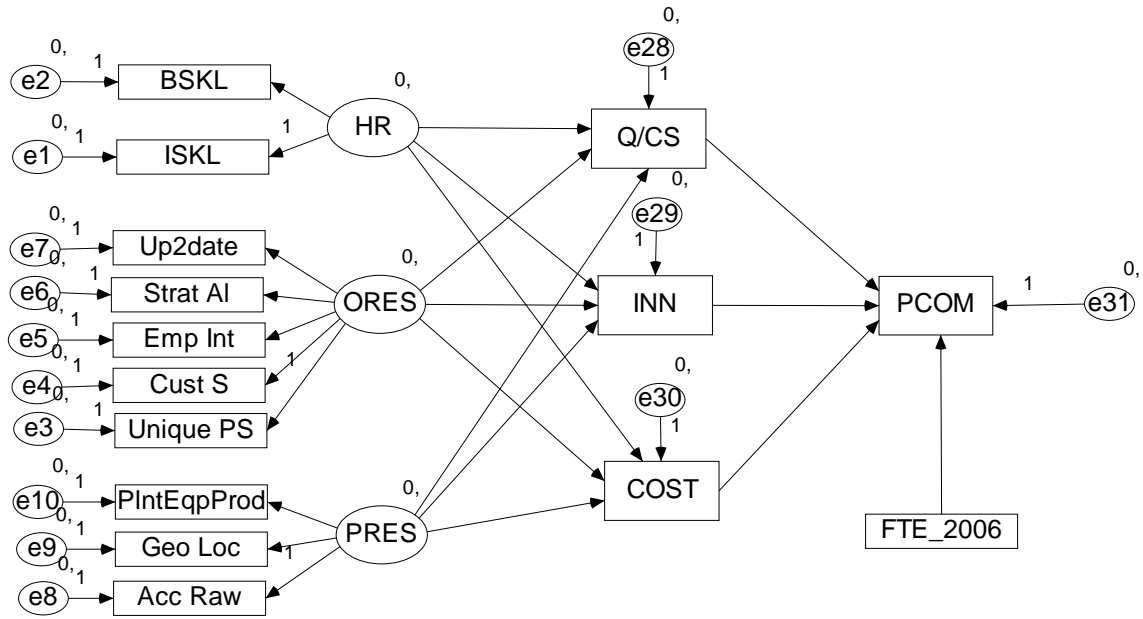 0,
e2
1
BSKL
0,
e1
1
ISKL
0,
HR
1
0,
e28
1
Q/CS
0,
e7
1
Up2date
0,
e6
1
Strat Al
0,
e5
1
Emp Int
0,
e4
1
Cust S
0,
e3
1
Unique PS
0,
ORES
1
0,
e29
1
INN
PCOM
1
0,
e31
0,
e10
1
PlntEqpProd
0,
e9
1
Geo Loc
0,
e8
1
Acc Raw
0,
PRES
1
0,
e30
1
COST
FTE_2006